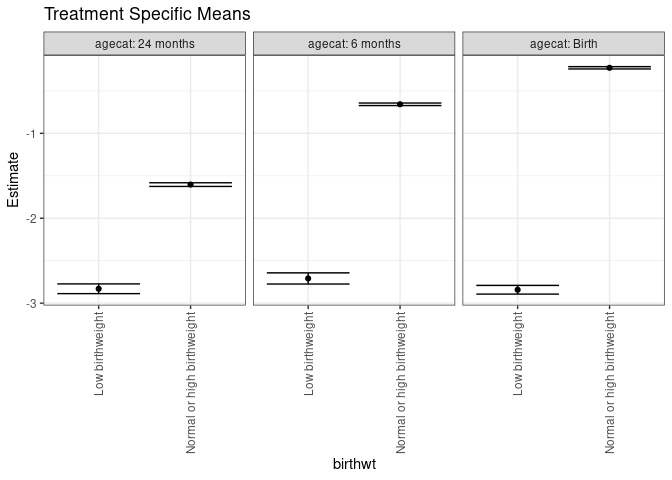 Treatment Specific Means
agecat: 24 months
agecat: 6 months
agecat: Birth
Estimate
-1
-2
-3
Low birthweight
Normal or high birthweight
Low birthweight
Normal or high birthweight
Low birthweight
Normal or high birthweight
birthwt